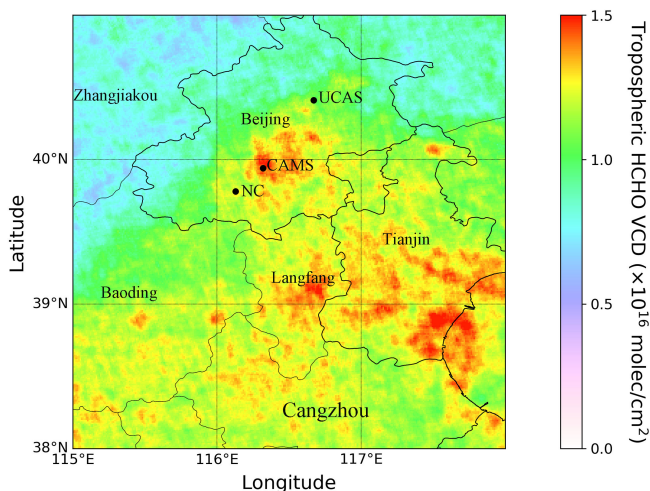 1.5
Zhangjiakou
UCAS
Beijing
40°N
CAMS
1.0
NC
Latitude
Tianjin
Langfang
Baoding
39°N
0.5
Cangzhou
38°N
0.0
115°E
116°E
117°E
Longitude
Tropospheric HCHO VCD (×10¹⁶ molec/cm²)